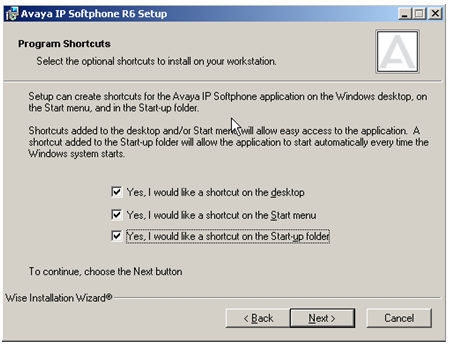 Avaya IP Softphone R6 Setup
Program Shortcuts
Select the optional shortcuts to install on your workstation.
Setup can create shortcuts for the Avaya IP Softphone application on the Windows desktop, on
the Start menu, and in the Start-up folder.
Shortcuts added to the desktop and/or Start menu will allow easy access to the application. A
shortcut added to the Start-up folder will allow the application to start automatically every time the
Windows system starts.
Yes, I would like a shortcut on the desktop
Yes, I would like a shortcut on the Start menu
Yes, I would like a shortcut on the Start-up folder
To continue, choose the Next button
Wise Installation Wizard®
< Back
Next >
Cancel